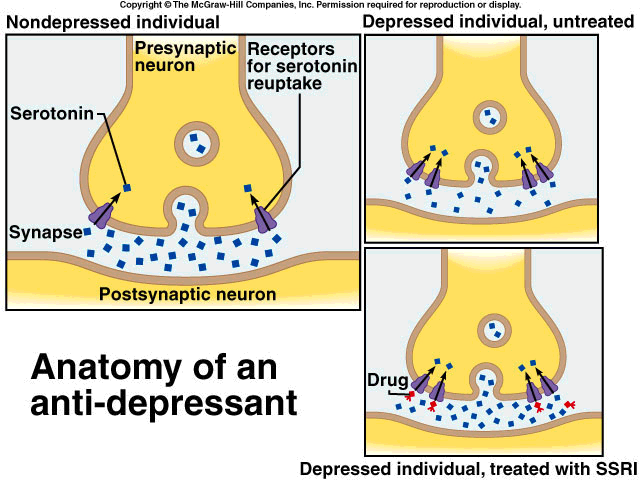 Copyright © The McGraw-Hill Companies, Inc. Permission required for reproduction or display.
Nondepressed individual
Presynaptic
neuron
Receptors
for serotonin
reuptake
Serotonin
Synapse
Postsynaptic neuron
Depressed individual, untreated
Anatomy of an
anti-depressant
Drug
Depressed individual, treated with SSRI